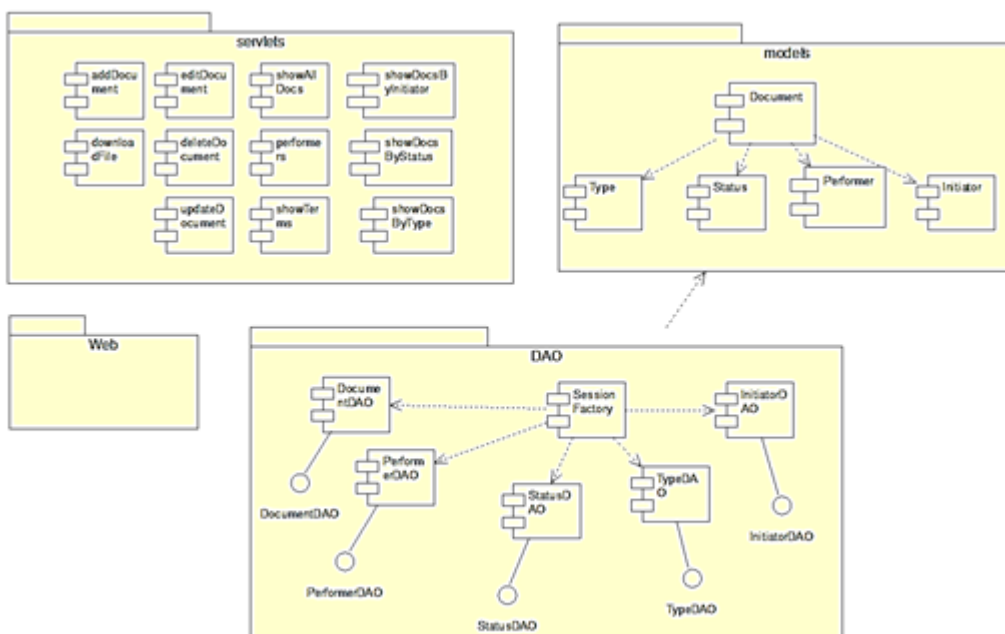 servlets
addDocu
ment
editDocu
ment
showAll
Docs
showDocsB
yInitiator
downloa
dFile
deleteDo
cument
performe
rs
showDocs
ByStatus
updateD
ocument
showTer
ms
showDocs
ByType
models
Document
Type
Status
Performer
Initiator
Web
DAO
Docume
ntDAO
Session
Factory
InitiatorD
AO
Perform
erDAO
StatusD
AO
TypeDA
O
DocumentDAO
PerformerDAO
StatusDAO
TypeDAO
InitiatorDAO